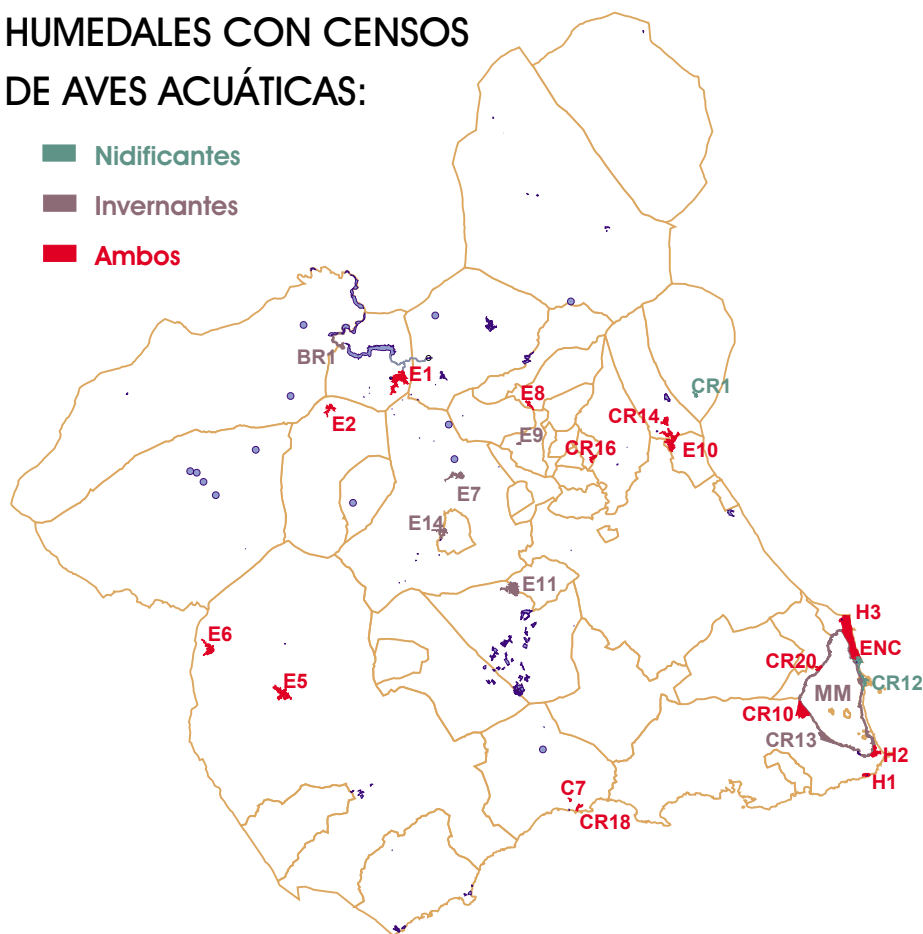 HUMEDALES CON CENSOS
DE AVES ACUÁTICAS:
Nidificantes
Invernantes
Ambos
BR1
E1
E2
E8
CR1
CR14
E9
CR16
E10
E7
E14
E11
H3
E6
ENC
CR20
CR12
E5
MM
CR10
CR13
H2
H1
C7
CR18